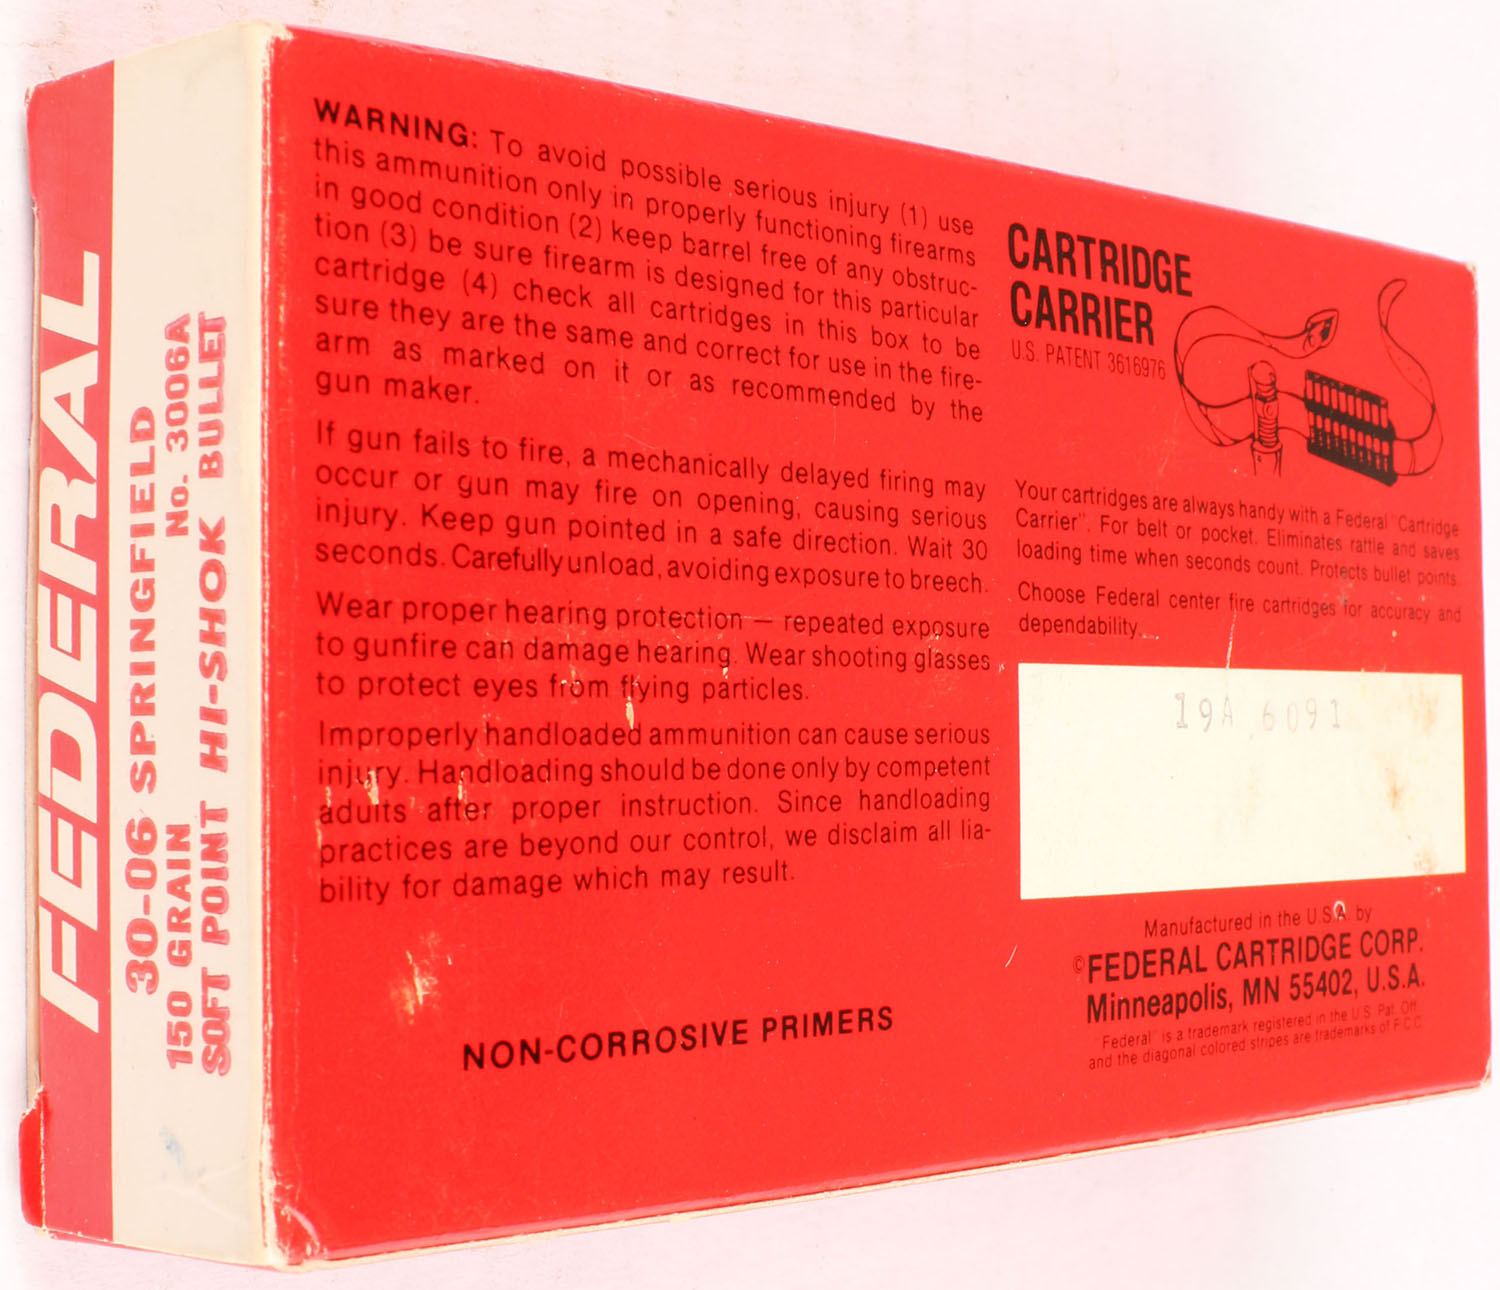 FEDERAL
30-06 SPRINGFIELD
150 GRAIN No. 3006A
SOFT POINT HI-SHOK BULLET
WARNING: To avoid possible serious injury (1) use
this ammunition only in properly functioning firearms
in good condition (2) keep barrel free of any obstruc-
tion (3) be sure firearm is designed for this particular
cartridge (4) check all cartridges in this box to be
sure they are the same and correct for use in the fire-
arm as marked on it or as recommended by the
gun maker.
If gun fails to fire, a mechanically delayed firing may
occur or gun may fire on opening, causing serious
injury. Keep gun pointed in a safe direction. Wait 30
seconds. Carefully unload, avoiding exposure to breech.
Wear proper hearing protection — repeated exposure
to gunfire can damage hearing. Wear shooting glasses
to protect eyes from flying particles.
Improperly handloaded ammunition can cause serious
injury. Handloading should be done only by competent
adults after proper instruction. Since handloading
practices are beyond our control, we disclaim all lia-
bility for damage which may result.
NON-CORROSIVE PRIMERS
CARTRIDGE
CARRIER
U.S. PATENT 3616976
Your cartridges are always handy with a Federal "Cartridge
Carrier". For belt or pocket. Eliminates rattle and saves
loading time when seconds count. Protects bullet points.
Choose Federal center fire cartridges for accuracy and
dependability.
19A 6091
Manufactured in the U.S.A. by
©FEDERAL CARTRIDGE CORP.
Minneapolis, MN 55402, U.S.A.
"Federal" is a trademark registered in the U.S. Pat. Off.
and the diagonal colored stripes are trademarks of F.C.C.